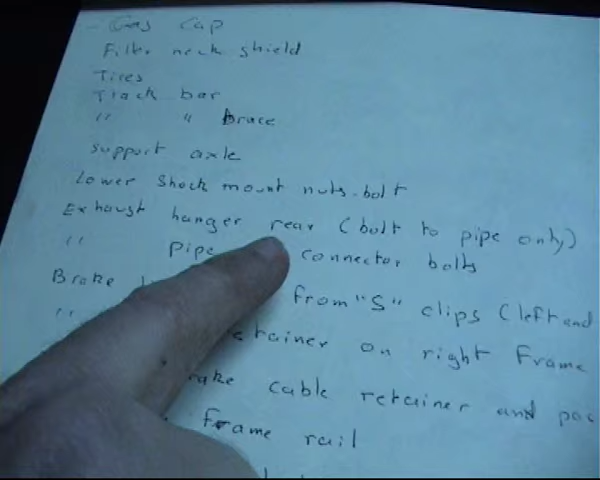 Gas Cap
Filler neck shield
Tires
Track bar
" " Brace
Support axle
Lower Shock mount nuts. bolt
Exhaust hanger rear (bolt to pipe only)
" Pipe connector bolts
Brake from "S" clips (left and
" retainer on right Frame
cable retainer and
frame rail